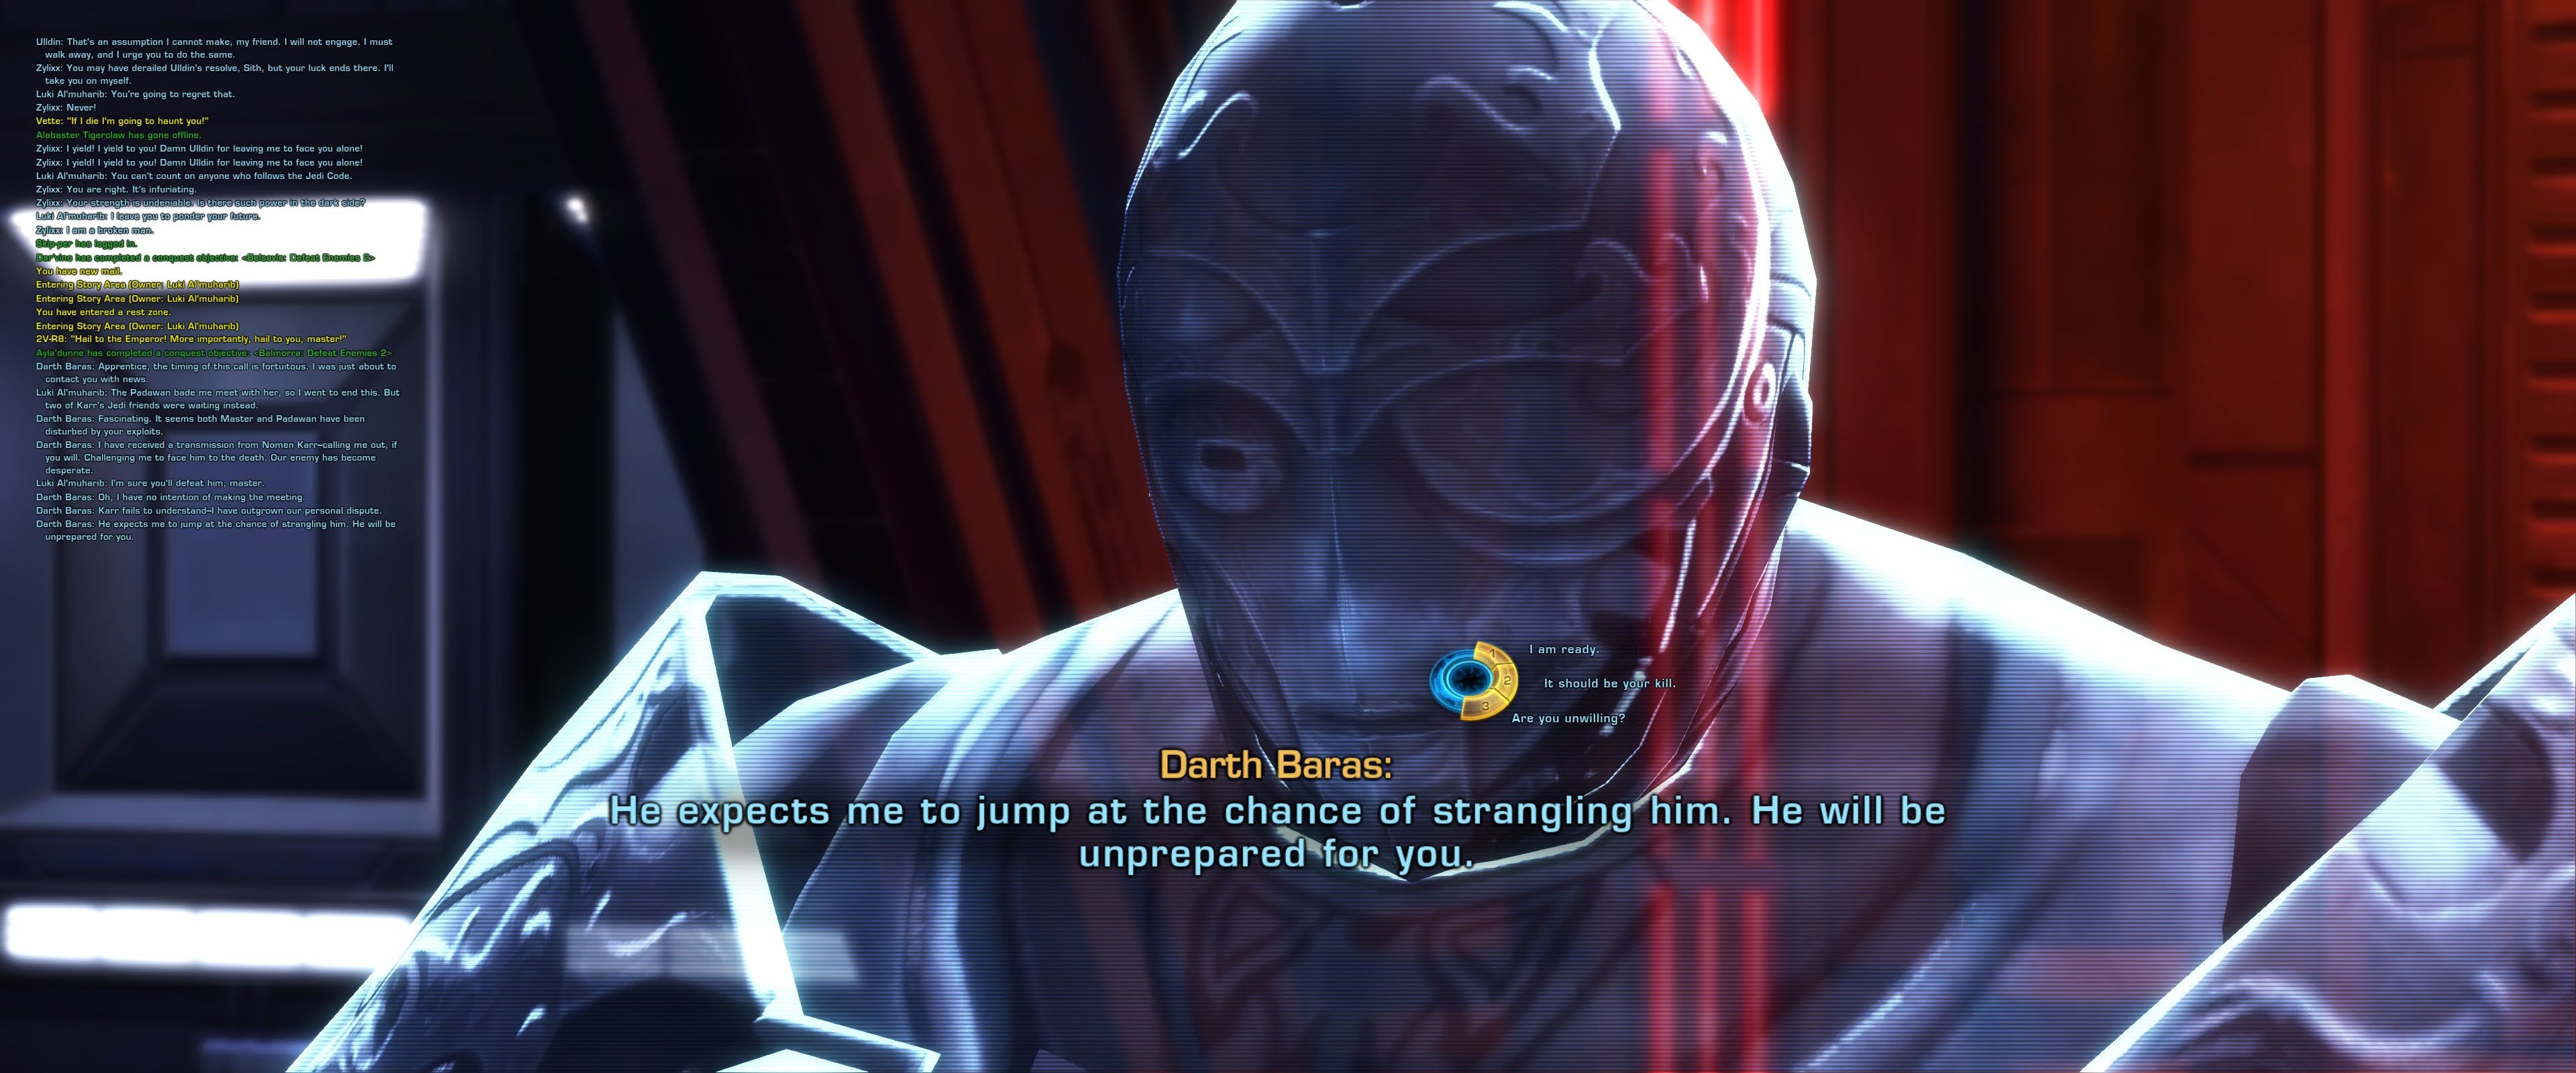 Ulldin: That's an assumption I cannot make, my friend. I will not engage. I must
walk away, and I urge you to do the same.
Zylixx: You may have derailed Ulldin's resolve, Sith, but your luck ends there. I'll
take you on myself.
Luki Al'muharib: You're going to regret that.
Zylixx: Never!
Vette: "If I die I'm going to haunt you!"
Alabaster Tigerclaw has gone offline.
Zylixx: I yield! I yield to you! Damn Ulldin for leaving me to face you alone!
Zylixx: I yield! I yield to you! Damn Ulldin for leaving me to face you alone!
Luki Al'muharib: You can't count on anyone who follows the Jedi Code.
Zylixx: You are right. It's infuriating.
Zylixx: Your strength is undeniable. Is there such power in the dark side?
Luki Al'muharib: I leave you to ponder your future.
Zylixx: I am a broken man.
Skip-per has logged in.
Dar'vino has completed a conquest objective: <Belsavis: Defeat Enemies 2>
You have new mail.
Entering Story Area (Owner: Luki Al'muharib)
Entering Story Area (Owner: Luki Al'muharib)
You have entered a rest zone.
Entering Story Area (Owner: Luki Al'muharib)
2V-R8: "Hail to the Emperor! More importantly, hail to you, master!"
Ayla'dunne has completed a conquest objective: <Balmorra: Defeat Enemies 2>
Darth Baras: Apprentice, the timing of this call is fortuitous. I was just about to
contact you with news.
Luki Al'muharib: The Padawan bade me meet with her, so I went to end this. But
two of Karr's Jedi friends were waiting instead.
Darth Baras: Fascinating. It seems both Master and Padawan have been
disturbed by your exploits.
Darth Baras: I have received a transmission from Nomen Karr—calling me out, if
you will. Challenging me to face him to the death. Our enemy has become
desperate.
Luki Al'muharib: I'm sure you'll defeat him, master.
Darth Baras: Oh, I have no intention of making the meeting.
Darth Baras: Karr fails to understand—I have outgrown our personal dispute.
Darth Baras: He expects me to jump at the chance of strangling him. He will be
unprepared for you.
1 I am ready.
2 It should be your kill.
3 Are you unwilling?
Darth Baras:
He expects me to jump at the chance of strangling him. He will be
unprepared for you.